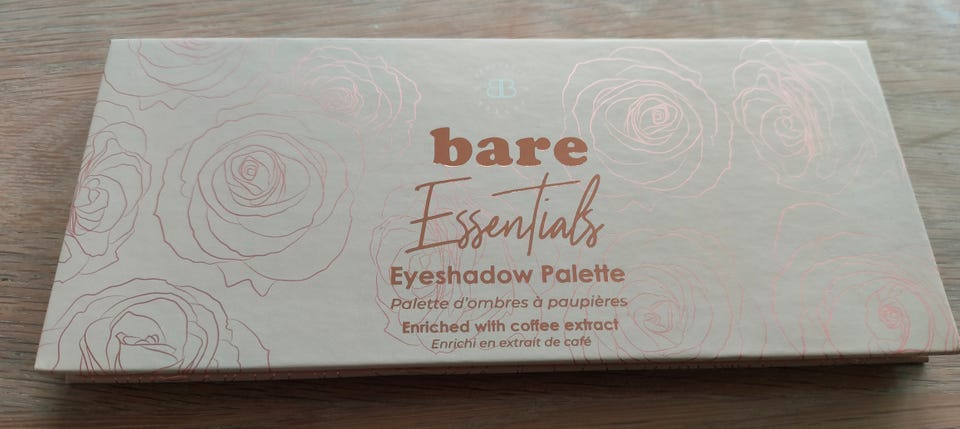 bare
Essentials
Eyeshadow Palette
Palette d'ombres à paupières
Enriched with coffee extract
Enrichi en extrait de café